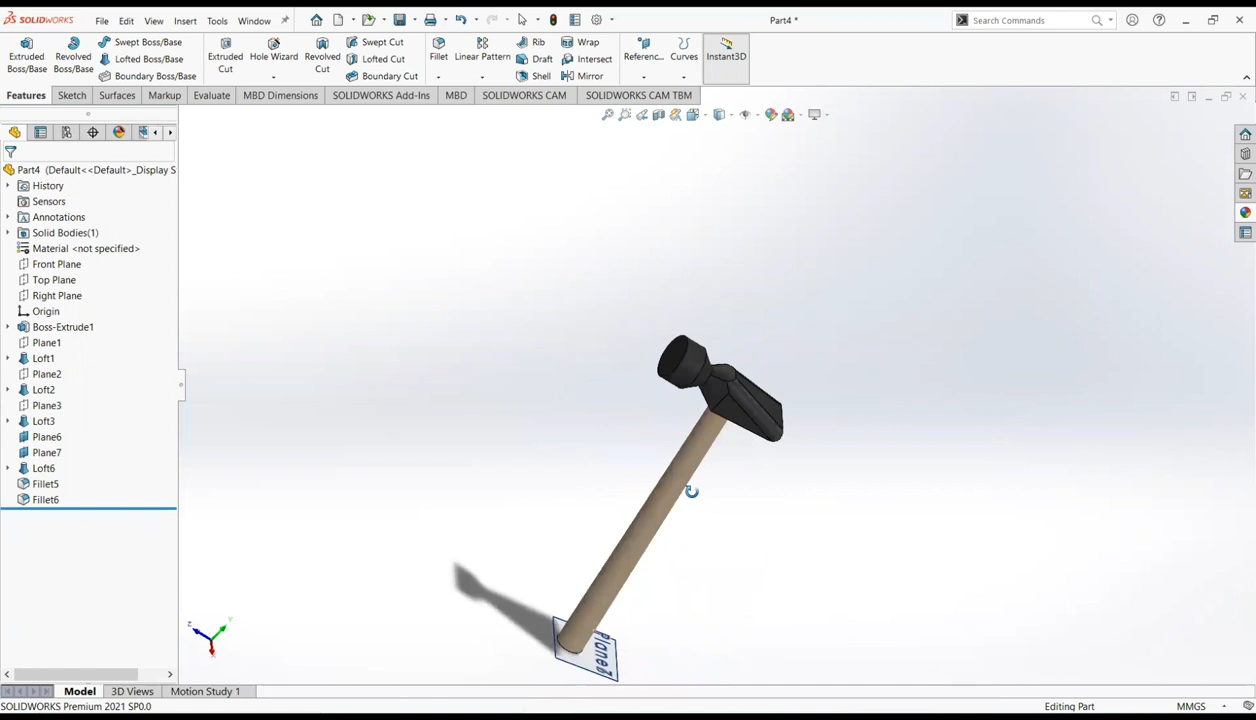 SOLIDWORKS File Edit View Insert Tools Window Part4 * Search Commands
Extruded Boss/Base
Revolved Boss/Base
Swept Boss/Base
Lofted Boss/Base
Boundary Boss/Base
Extruded Cut
Hole Wizard
Revolved Cut
Swept Cut
Lofted Cut
Boundary Cut
Fillet
Linear Pattern
Rib
Draft
Shell
Wrap
Intersect
Mirror
Referenc...
Curves
Instant3D
Features Sketch Surfaces Markup Evaluate MBD Dimensions SOLIDWORKS Add-Ins MBD SOLIDWORKS CAM SOLIDWORKS CAM TBM
Part4 (Default<<Default>_Display S
History
Sensors
Annotations
Solid Bodies(1)
Material <not specified>
Front Plane
Top Plane
Right Plane
Origin
Boss-Extrude1
Plane1
Loft1
Plane2
Loft2
Plane3
Loft3
Plane6
Plane7
Loft6
Fillet5
Fillet6
Z
Y
X
Model 3D Views Motion Study 1
SOLIDWORKS Premium 2021 SP0.0 Editing Part MMGS